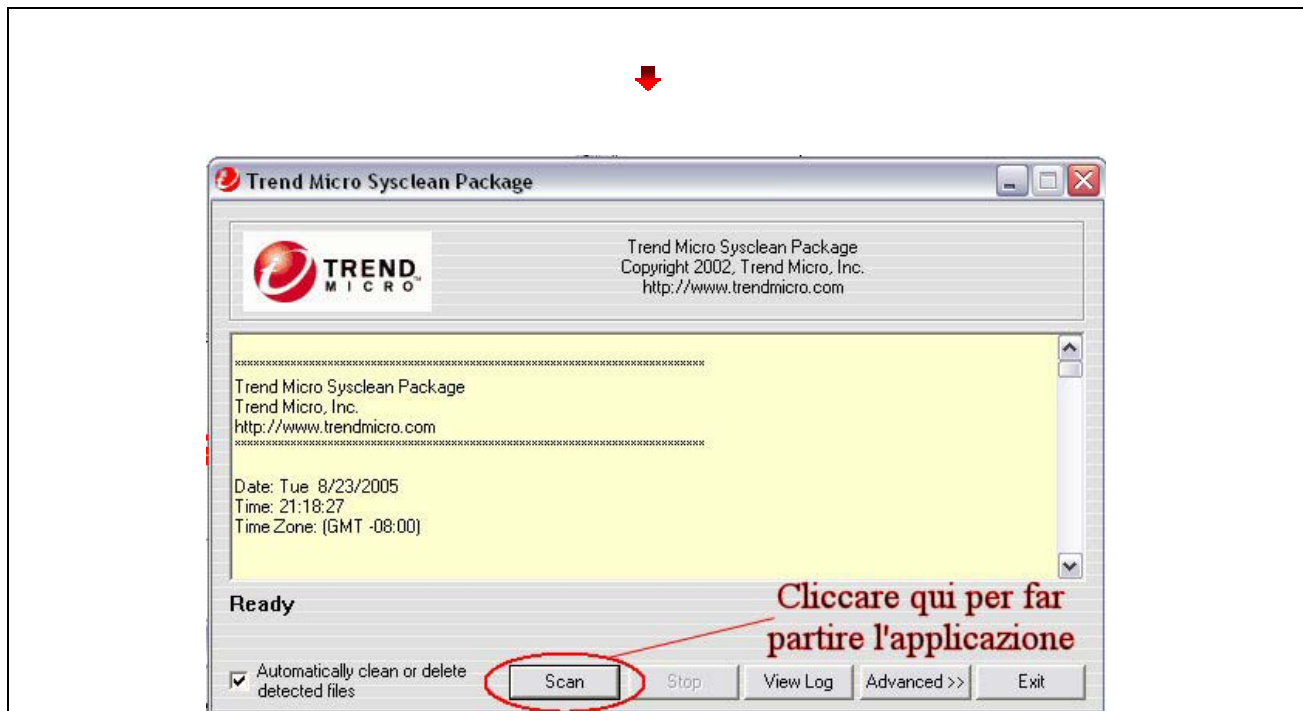 Trend Micro Sysclean Package
TREND
MICRO
Trend Micro Sysclean Package
Copyright 2002, Trend Micro, Inc.
http://www.trendmicro.com
Trend Micro Sysclean Package
Trend Micro, Inc.
http://www.trendmicro.com
Date: Tue 8/23/2005
Time: 21:18:27
Time Zone: (GMT -08:00)
Ready
Cliccare qui per far
partire l'applicazione
Automatically clean or delete
detected files
Scan
Stop
View Log
Advanced >>
Exit